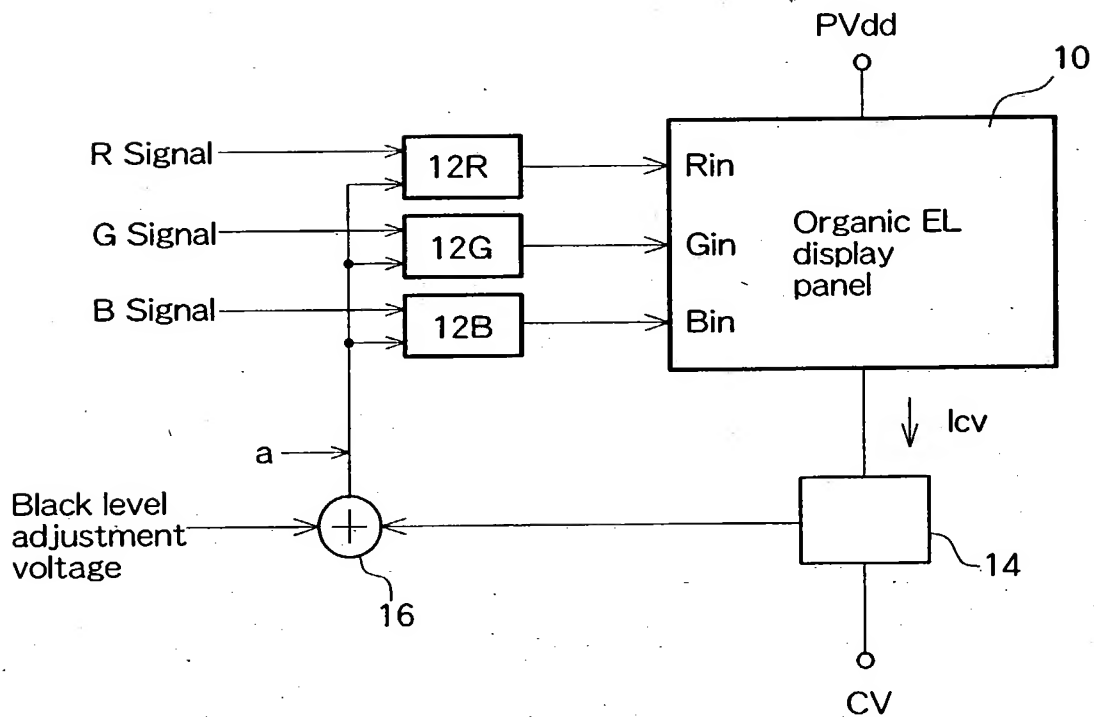 PVdd
10
R Signal
12R
Rin
G Signal
12G
Gin
Organic EL
display
panel
B Signal
12B
Bin
Icv
a
Black level
adjustment
voltage
16
14
CV